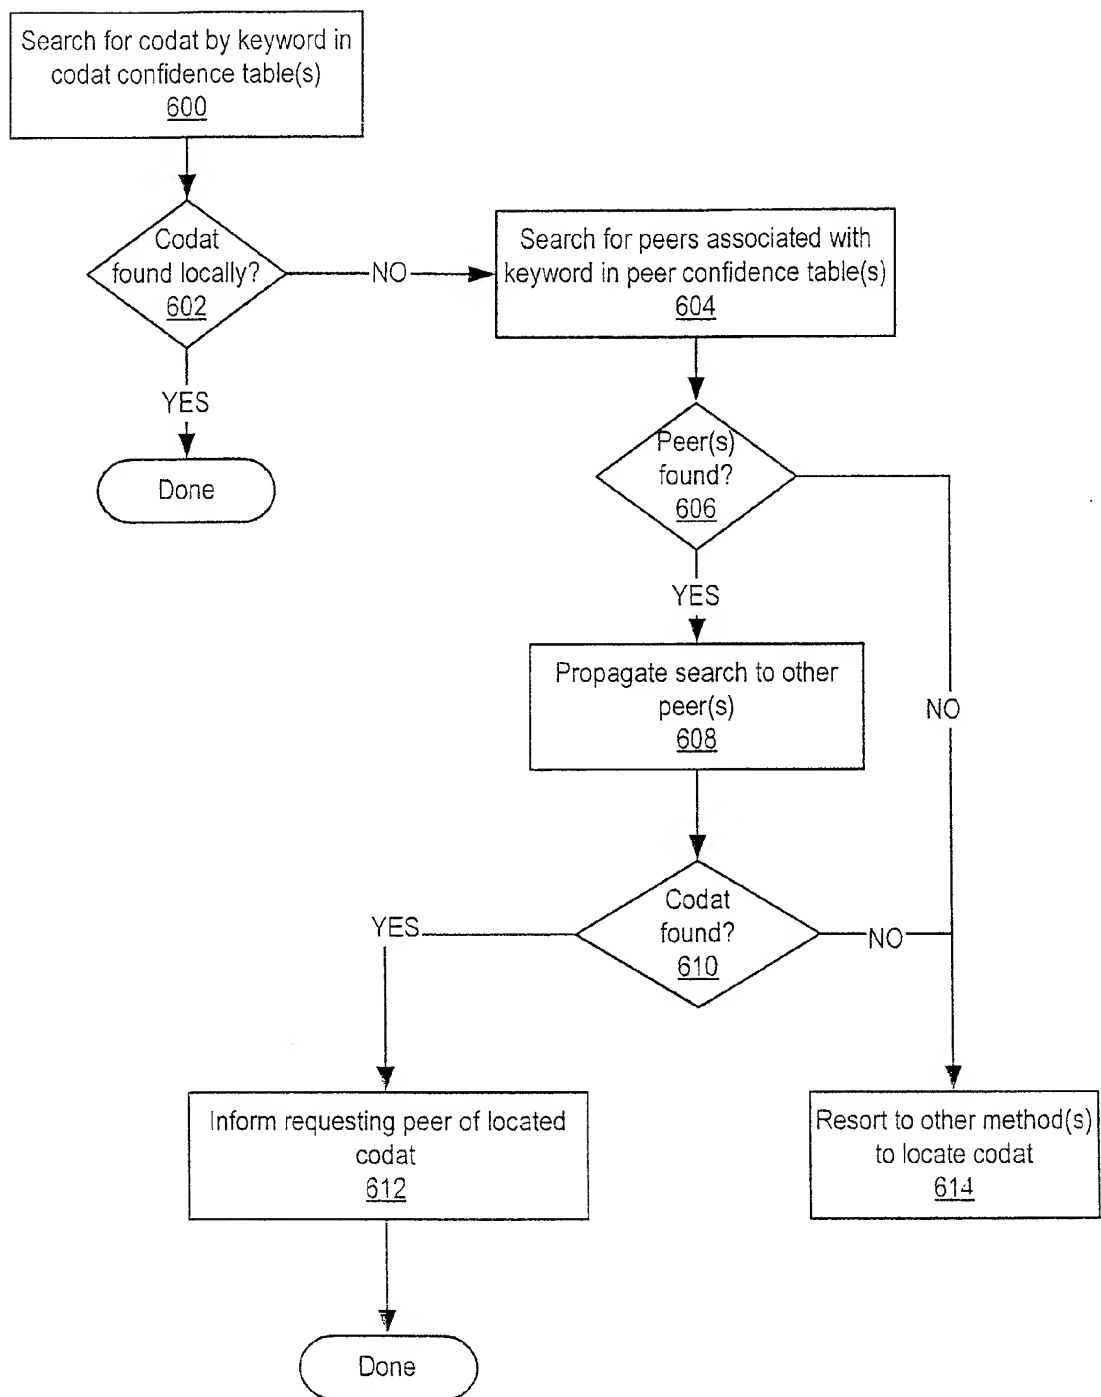 Search for codat by keyword in
codat confidence table(s)
600
Codat
found locally?
602
NO
Search for peers associated with
keyword in peer confidence table(s)
604
YES
Done
Peer(s)
found?
606
YES
Propagate search to other
peer(s)
608
NO
Codat
found?
610
YES
NO
Inform requesting peer of located
codat
612
Resort to other method(s)
to locate codat
614
Done